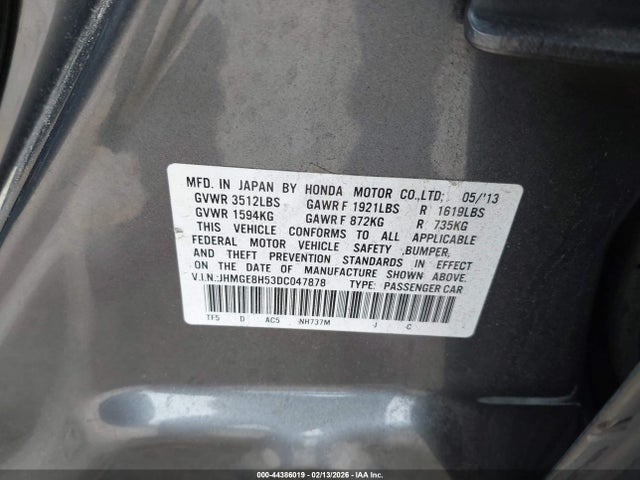 MFD. IN JAPAN BY HONDA MOTOR CO.,LTD; 05/'13
GVWR 3512LBS GAWR F 1921LBS R 1619LBS
GVWR 1594KG GAWR F 872KG R 735KG
THIS VEHICLE CONFORMS TO ALL APPLICABLE
FEDERAL MOTOR VEHICLE SAFETY ,BUMPER,
AND THEFT PREVENTION STANDARDS IN EFFECT
ON THE DATE OF MANUFACTURE SHOWN ABOVE.
V.I.N.:JHMGE8H53DC047878 TYPE: PASSENGER CAR
TF5 D AC5 NH737M J C
000-44386019 - 02/13/2026 - IAA Inc.